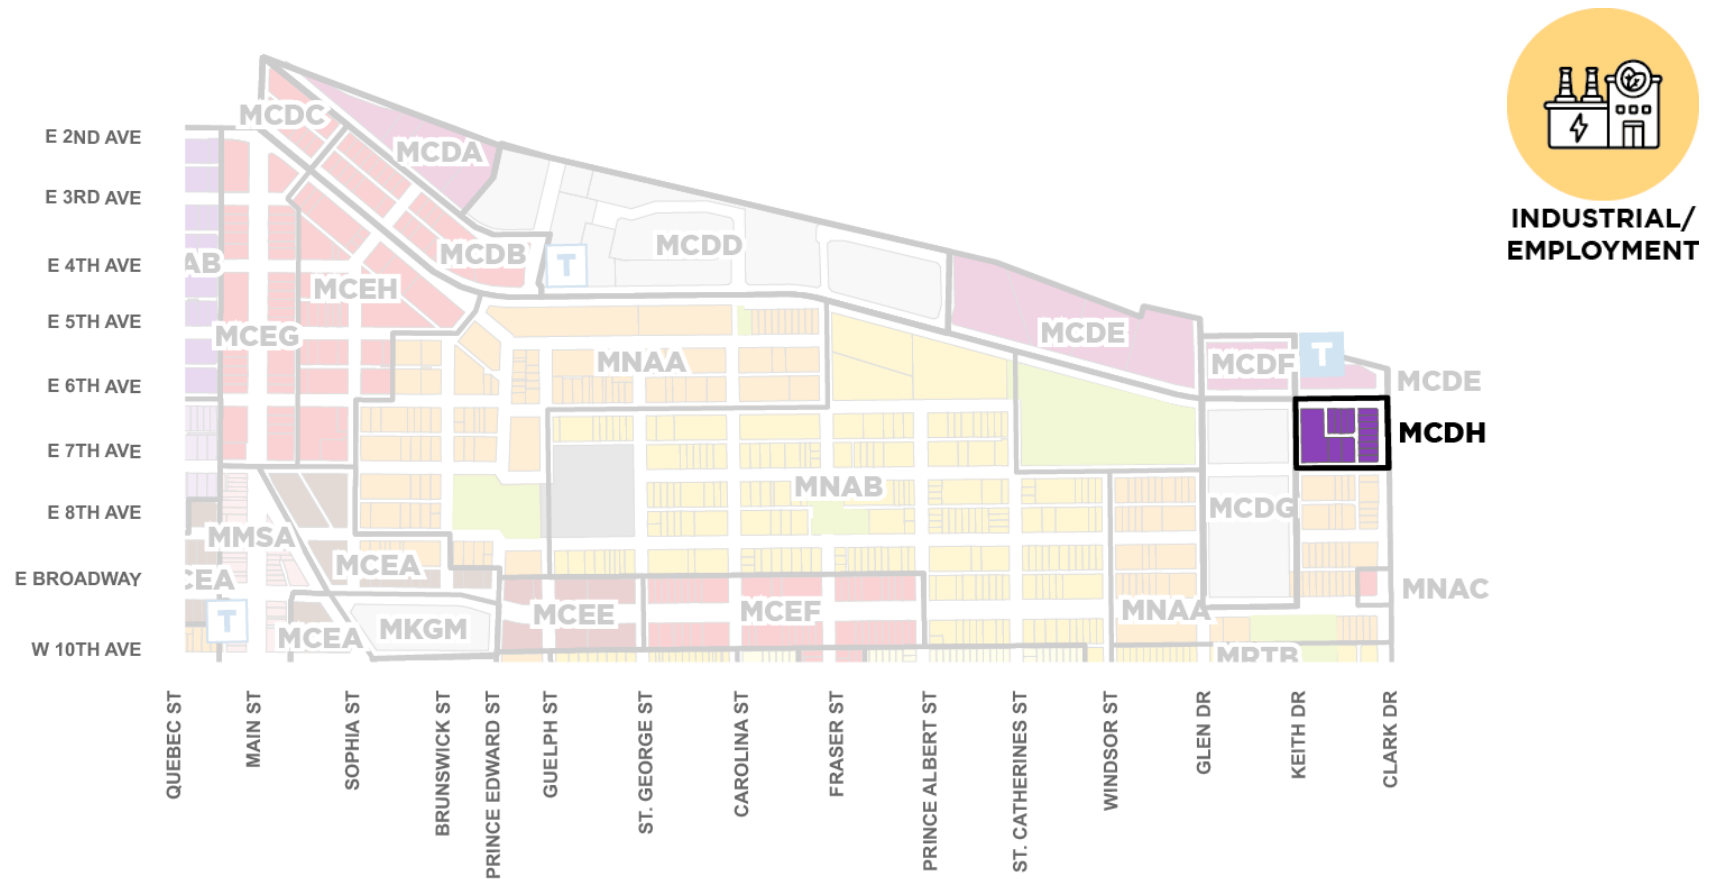 MCDC
E 2ND AVE
MCDA
E 3RD AVE
INDUSTRIAL/
EMPLOYMENT
MCDD
MCDB
T
E 4TH AVE
AB
MCEH
E 5TH AVE
MCEG
MCDE
MNAA
T
MCDF
E 6TH AVE
MCDE
MCDH
E 7TH AVE
MNAB
MCDG
E 8TH AVE
MMSA
MCEA
E BROADWAY
CEA
MNAC
MCEE
MCEF
MNAA
T
MKGM
MCEA
W 10TH AVE
MRTB
QUEBEC ST
MAIN ST
SOPHIA ST
BRUNSWICK ST
PRINCE EDWARD ST
GUELPH ST
ST. GEORGE ST
CAROLINA ST
FRASER ST
PRINCE ALBERT ST
ST. CATHERINES ST
WINDSOR ST
GLEN DR
KEITH DR
CLARK DR